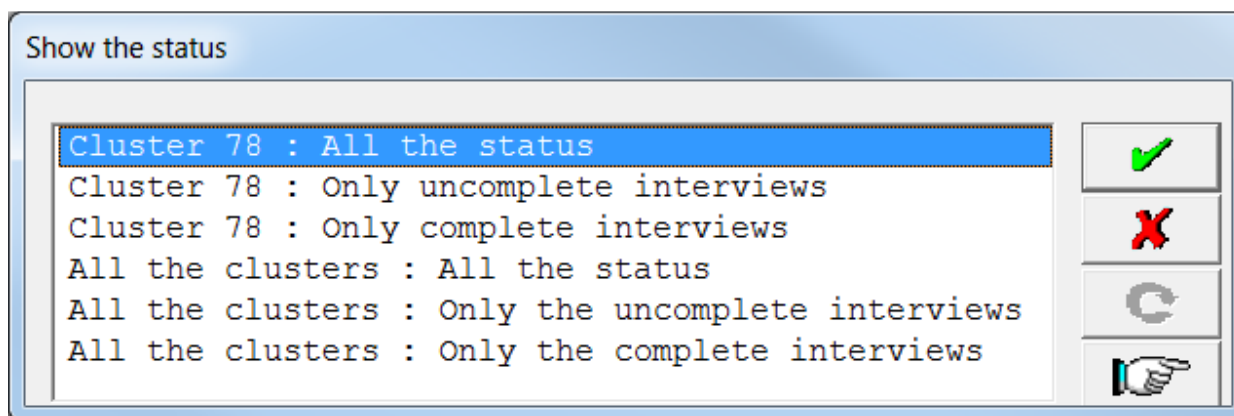 Show the status
Cluster 78 : All the status
Cluster 78 : Only uncomplete interviews
Cluster 78 : Only complete interviews
All the clusters : All the status
All the clusters : Only the uncomplete interviews
All the clusters : Only the complete interviews